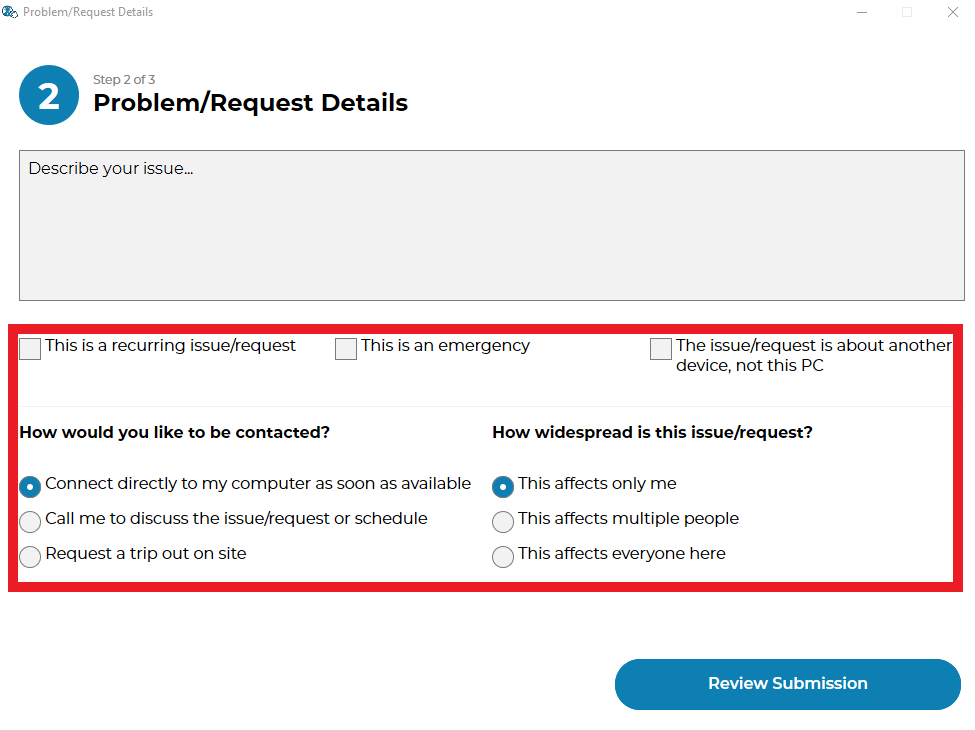 Problem/Request Details
2
Step 2 of 3
Problem/Request Details
Describe your issue...
This is a recurring issue/request
This is an emergency
The issue/request is about another
device, not this PC
How would you like to be contacted?
How widespread is this issue/request?
Connect directly to my computer as soon as available
This affects only me
Call me to discuss the issue/request or schedule
This affects multiple people
Request a trip out on site
This affects everyone here
Review Submission